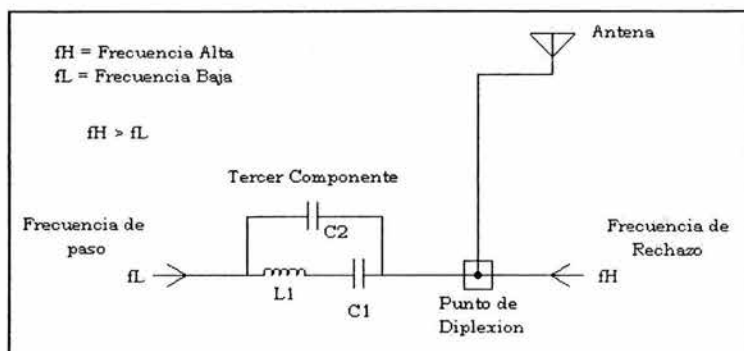 fH = Frecuencia Alta
fL = Frecuencia Baja
fH > fL
Antena
Tercer Componente
C2
Frecuencia de
paso
fL
L1
C1
Punto de
Diplexion
Frecuencia de
Rechazo
fH